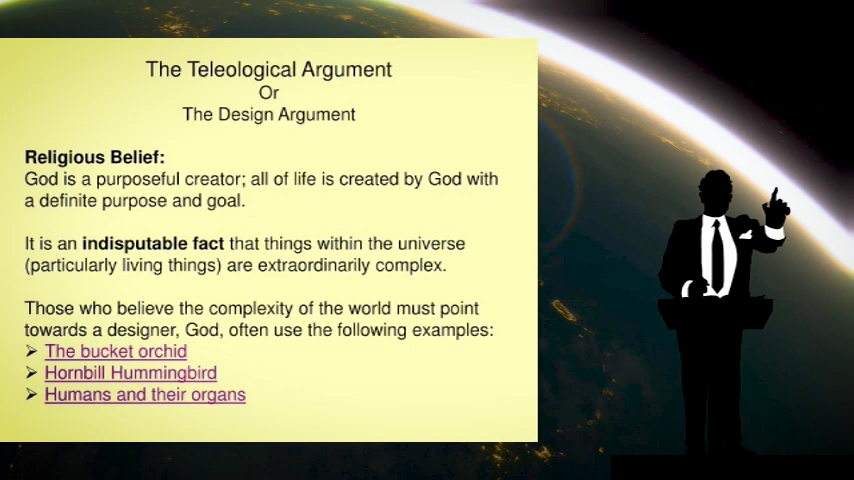 The Teleological Argument
Or
The Design Argument
Religious Belief:
God is a purposeful creator; all of life is created by God with
a definite purpose and goal.
It is an indisputable fact that things within the universe
(particularly living things) are extraordinarily complex.
Those who believe the complexity of the world must point
towards a designer, God, often use the following examples:
➢ The bucket orchid
➢ Hornbill Hummingbird
➢ Humans and their organs